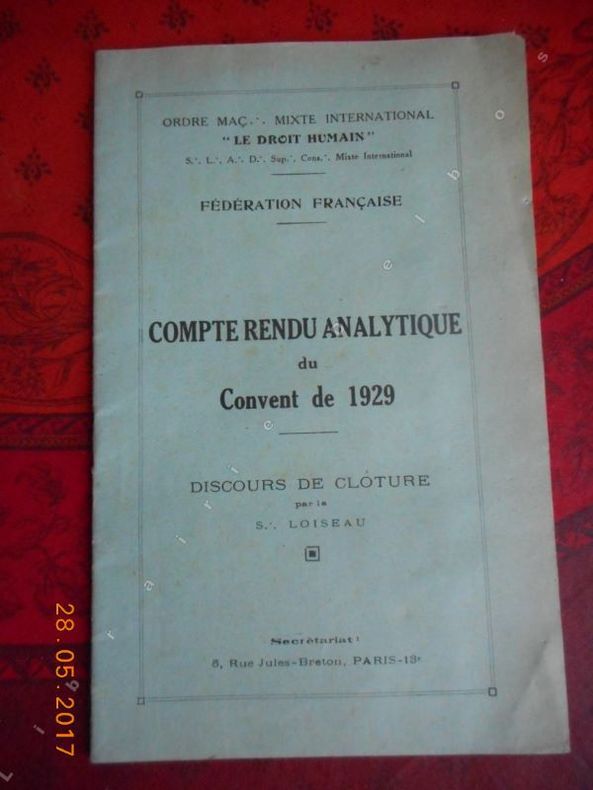 ORDRE MAÇ∴ MIXTE INTERNATIONAL
" LE DROIT HUMAIN "
S∴ L∴ A∴ D∴ Sup∴ Cons∴ Mixte International
FÉDÉRATION FRANÇAISE
COMPTE RENDU ANALYTIQUE
du
Convent de 1929
DISCOURS DE CLÔTURE
par la
S∴ LOISEAU
Secrétariat :
5, Rue Jules-Breton, PARIS-13e
28.05.2017